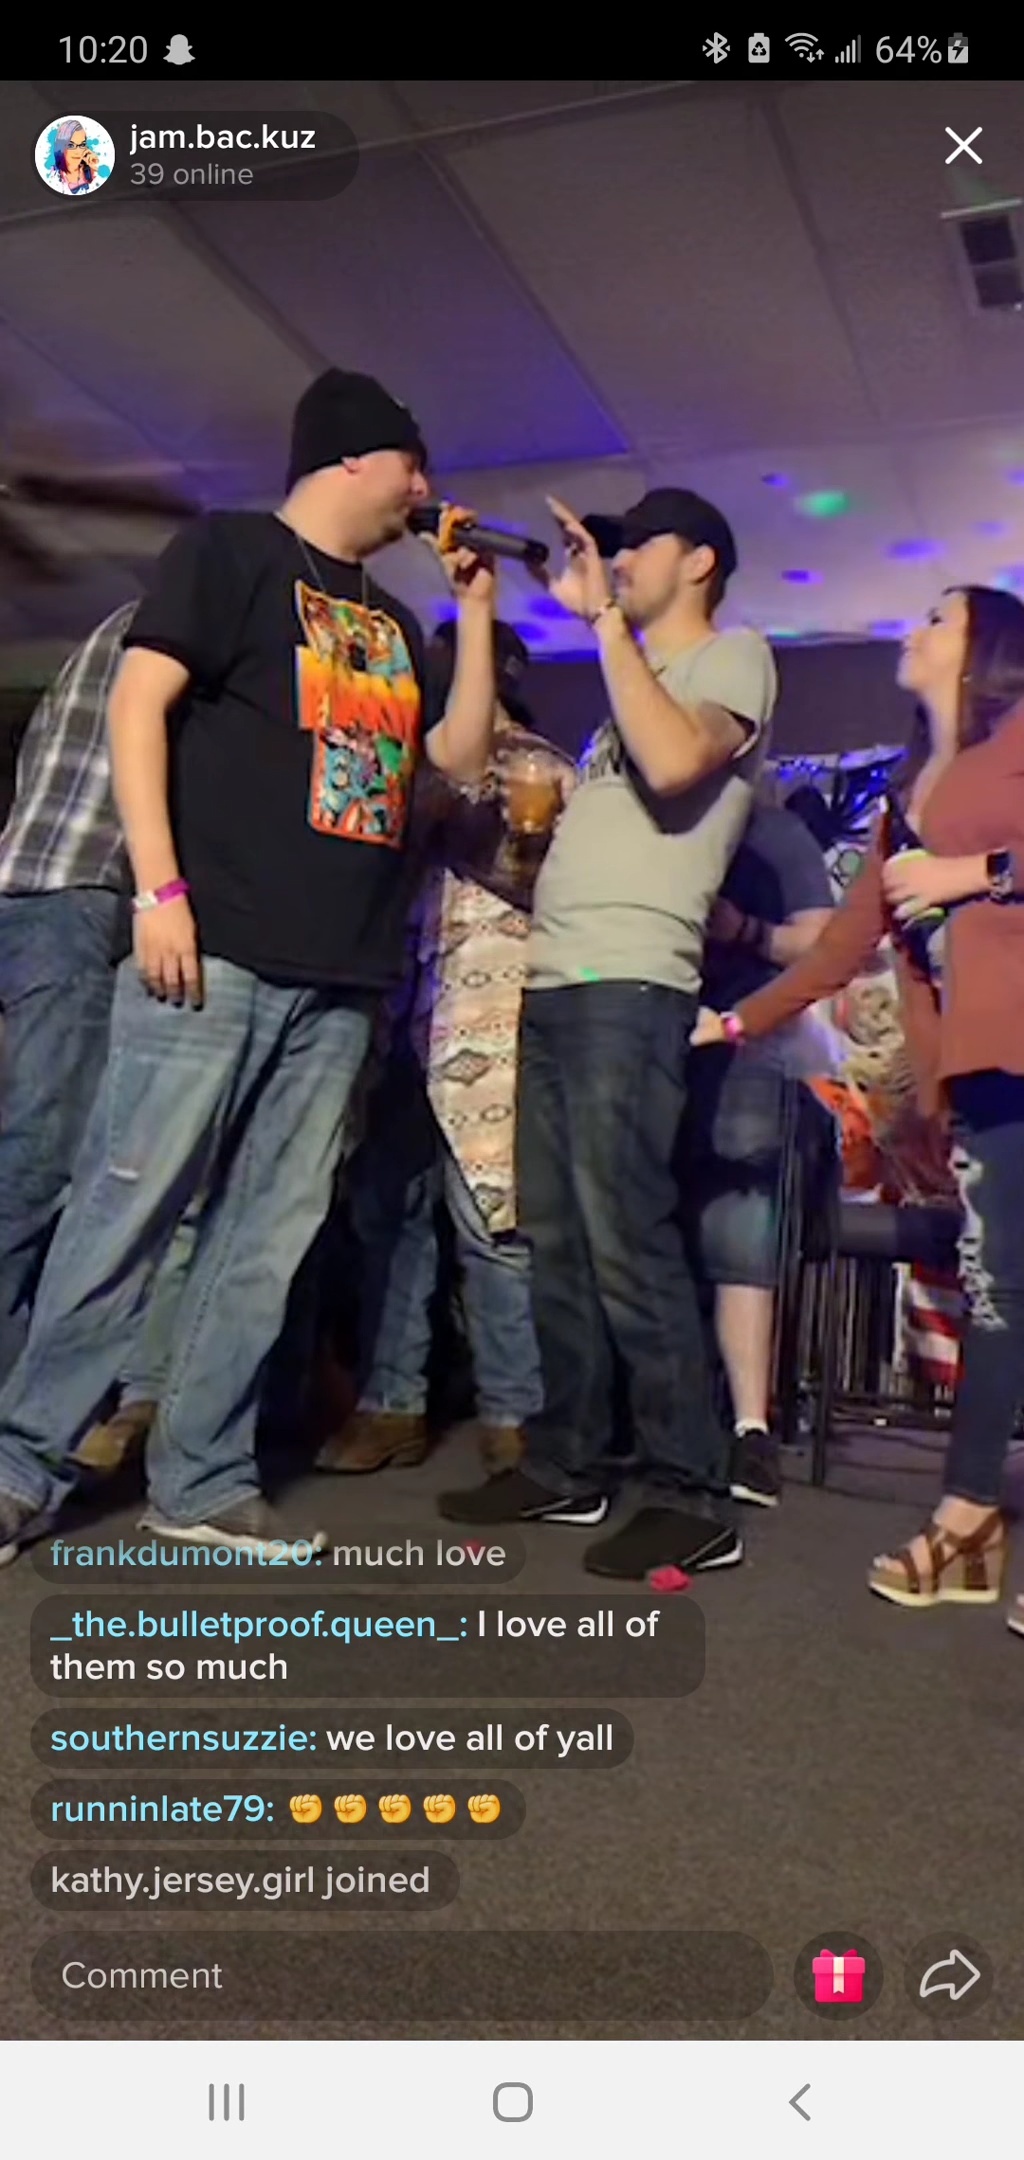 10:20
64%
jam.bac.kuz
39 online
frankdumont20: much love
_the.bulletproof.queen_: I love all of
them so much
southernsuzzie: we love all of yall
runninlate79: ✊✊✊✊✊
kathy.jersey.girl joined
Comment